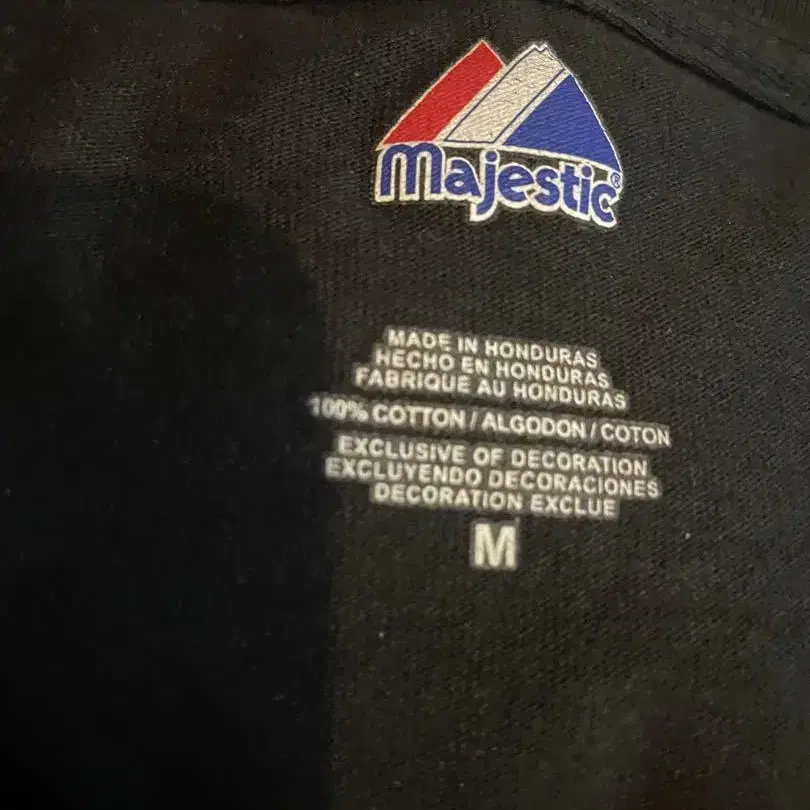 Majestic®
MADE IN HONDURAS
HECHO EN HONDURAS
FABRIQUE AU HONDURAS
100% COTTON / ALGODON / COTON
EXCLUSIVE OF DECORATION
EXCLUYENDO DECORACIONES
DECORATION EXCLUE
M